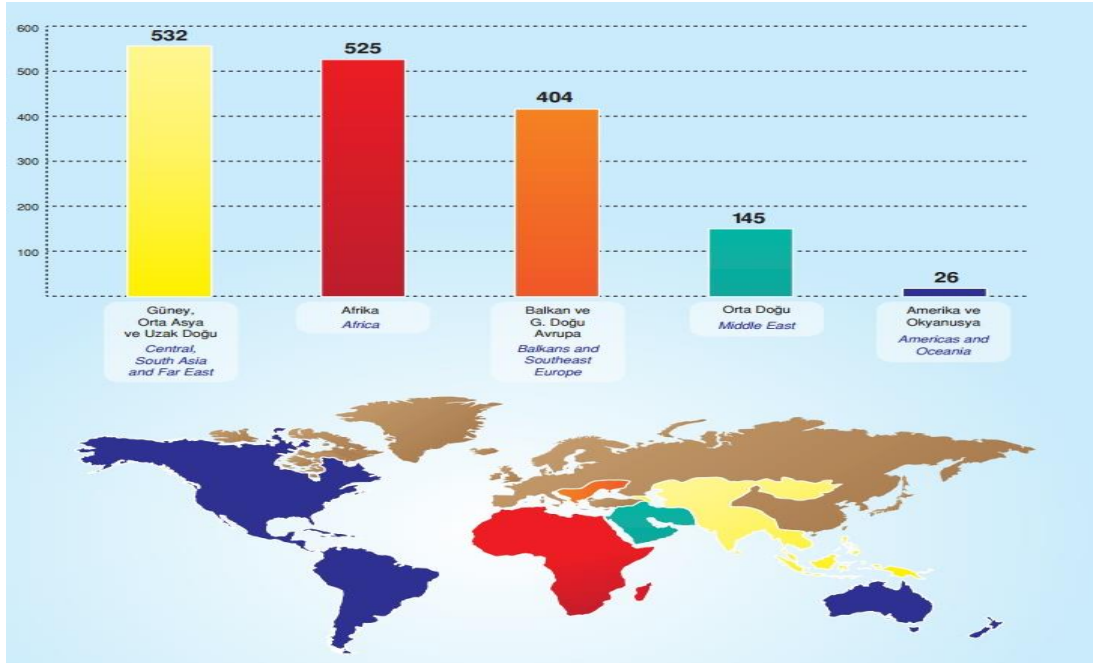 600
500
400
300
200
100
532
525
404
145
26
Güney,
Orta Asya
ve Uzak Doğu
Central,
South Asia
and Far East
Afrika
Africa
Balkan ve
G. Doğu
Avrupa
Balkans and
Southeast
Europe
Orta Doğu
Middle East
Amerika ve
Okyanusya
Americas and
Oceania